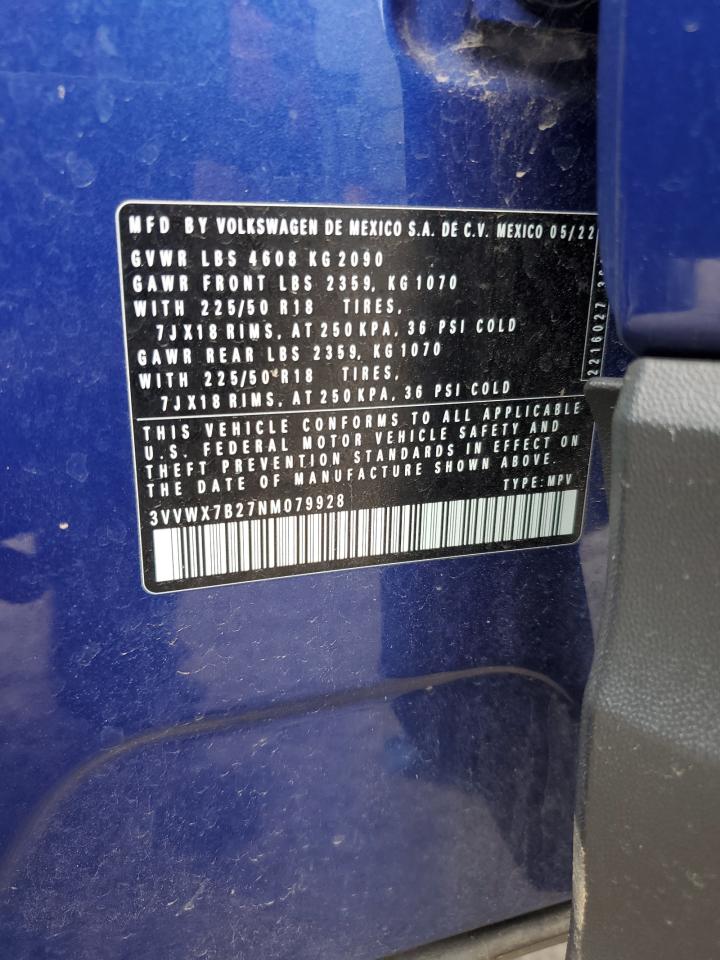 MFD BY VOLKSWAGEN DE MEXICO S.A. DE C.V. MEXICO 05/22
GVWR LBS 4608 KG 2090
GAWR FRONT LBS 2359, KG 1070
WITH 225/50 R18 TIRES,
7JX18 RIMS, AT 250 KPA, 36 PSI COLD
GAWR REAR LBS 2359, KG 1070
WITH 225/50 R18 TIRES,
7JX18 RIMS, AT 250 KPA, 36 PSI COLD
THIS VEHICLE CONFORMS TO ALL APPLICABLE
U.S. FEDERAL MOTOR VEHICLE SAFETY AND
THEFT PREVENTION STANDARDS IN EFFECT ON
THE DATE OF MANUFACTURE SHOWN ABOVE.
TYPE: MPV
3VVWX7B27NM079928
2216027